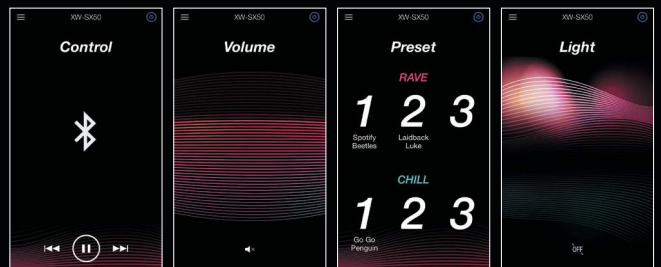 XW-SX50
Control
XW-SX50
Volume
XW-SX50
Preset
RAVE
1 2 3
Spotify Laidback
Beetles Luke
CHILL
1 2 3
Go Go
Penguin
XW-SX50
Light
OFF